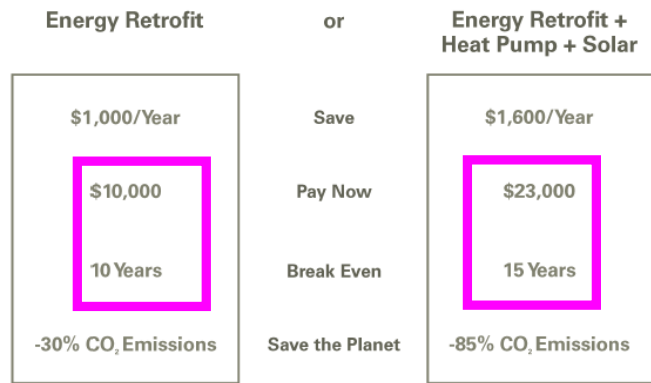 Energy Retrofit or Energy Retrofit +
Heat Pump + Solar
$1,000/Year Save $1,600/Year
$10,000 Pay Now $23,000
10 Years Break Even 15 Years
-30% CO₂ Emissions Save the Planet -85% CO₂ Emissions